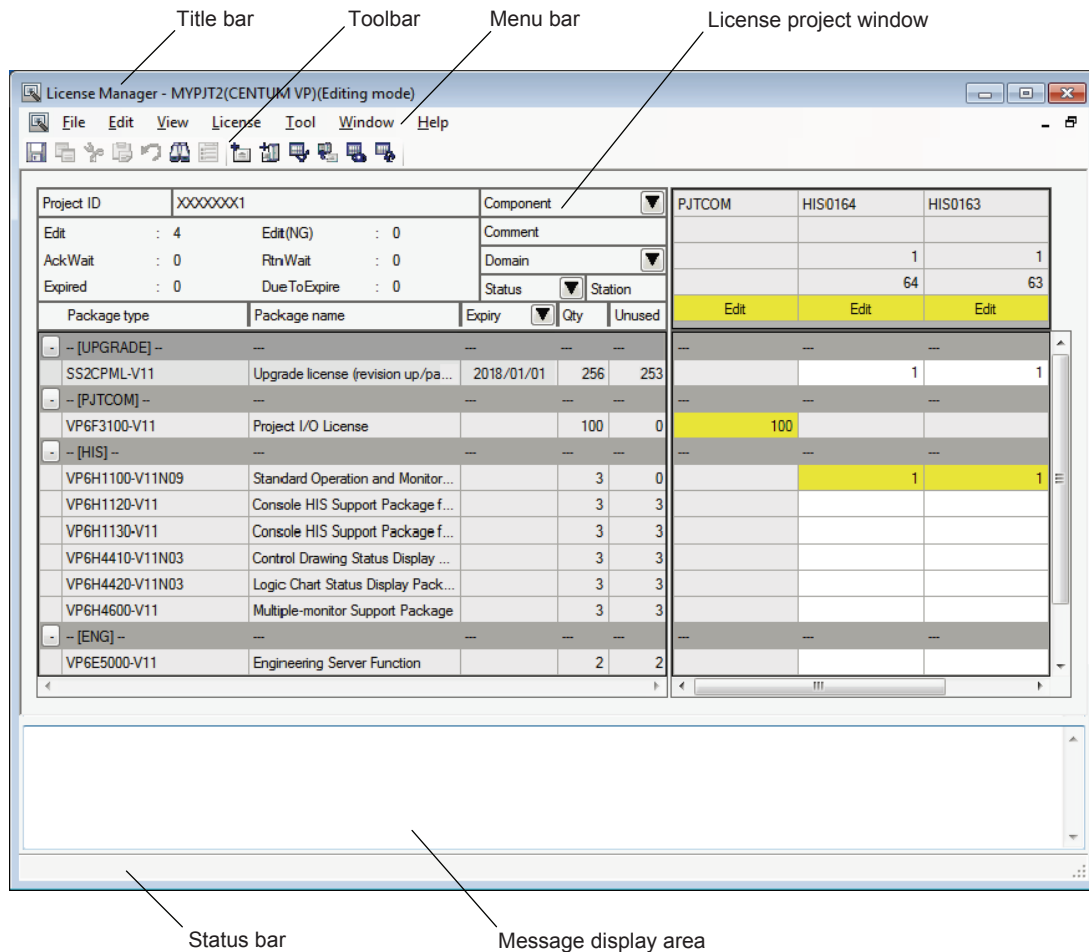 Title bar Toolbar Menu bar License project window
License Manager - MYPJT2(CENTUM VP)(Editing mode)
File Edit View License Tool Window Help
Project ID XXXXXXX1 Component PJTCOM HIS0164 HIS0163
Edit : 4 Edit(NG) : 0 Comment
AckWait : 0 RtnWait : 0 Domain 1 1
Expired : 0 DueToExpire : 0 Status Station 64 63
Package type Package name Expiry Qty Unused Edit Edit Edit
- -- [UPGRADE] -- --- --- --- --- --- --- ---
SS2CPML-V11 Upgrade license (revision up/pa... 2018/01/01 256 253 1 1
- -- [PJTCOM] -- --- --- --- --- --- --- ---
VP6F3100-V11 Project I/O License 100 0 100
- -- [HIS] -- --- --- --- --- --- --- ---
VP6H1100-V11N09 Standard Operation and Monitor... 3 0 1 1
VP6H1120-V11 Console HIS Support Package f... 3 3
VP6H1130-V11 Console HIS Support Package f... 3 3
VP6H4410-V11N03 Control Drawing Status Display ... 3 3
VP6H4420-V11N03 Logic Chart Status Display Pack... 3 3
VP6H4600-V11 Multiple-monitor Support Package 3 3
- -- [ENG] -- --- --- --- --- --- --- ---
VP6E5000-V11 Engineering Server Function 2 2
Status bar Message display area